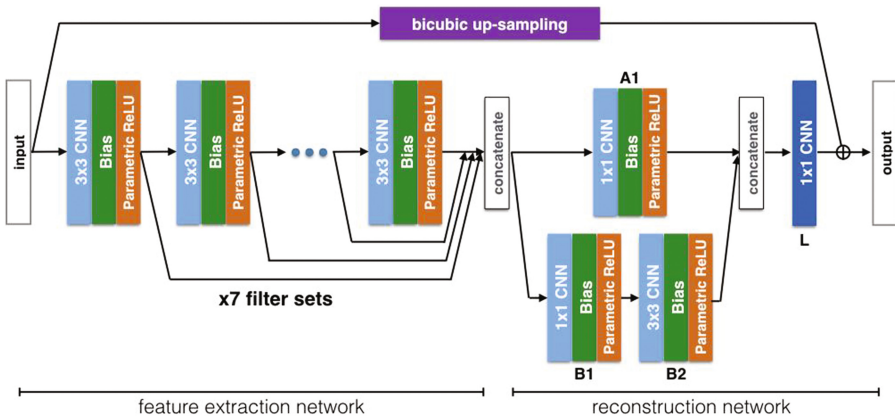 bicubic up-sampling
input
3x3 CNN
Bias
Parametric ReLU
3x3 CNN
Bias
Parametric ReLU
3x3 CNN
Bias
Parametric ReLU
concatenate
A1
1x1 CNN
Bias
Parametric ReLU
concatenate
1x1 CNN
L
output
1x1 CNN
Bias
Parametric ReLU
B1
3x3 CNN
Bias
Parametric ReLU
B2
x7 filter sets
feature extraction network
reconstruction network